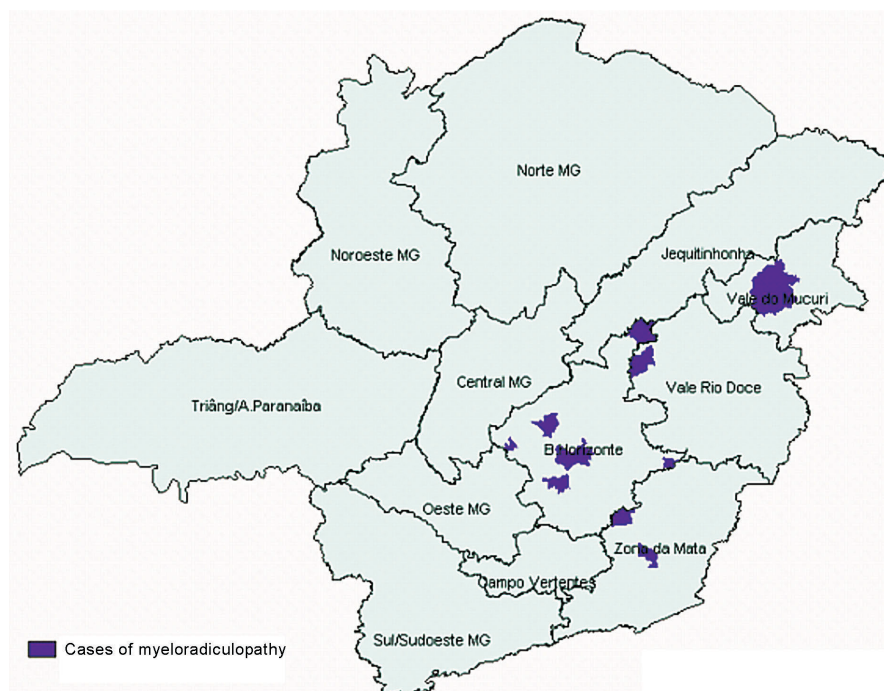 Norte MG
Noroeste MG
Jequitinhonha
Vale do Mucuri
Central MG
Vale Rio Doce
Triâng/A.Paranaíba
B Horizonte
Oeste MG
Zona da Mata
Campo Vertentes
Sul/Sudoeste MG
Cases of myeloradiculopathy